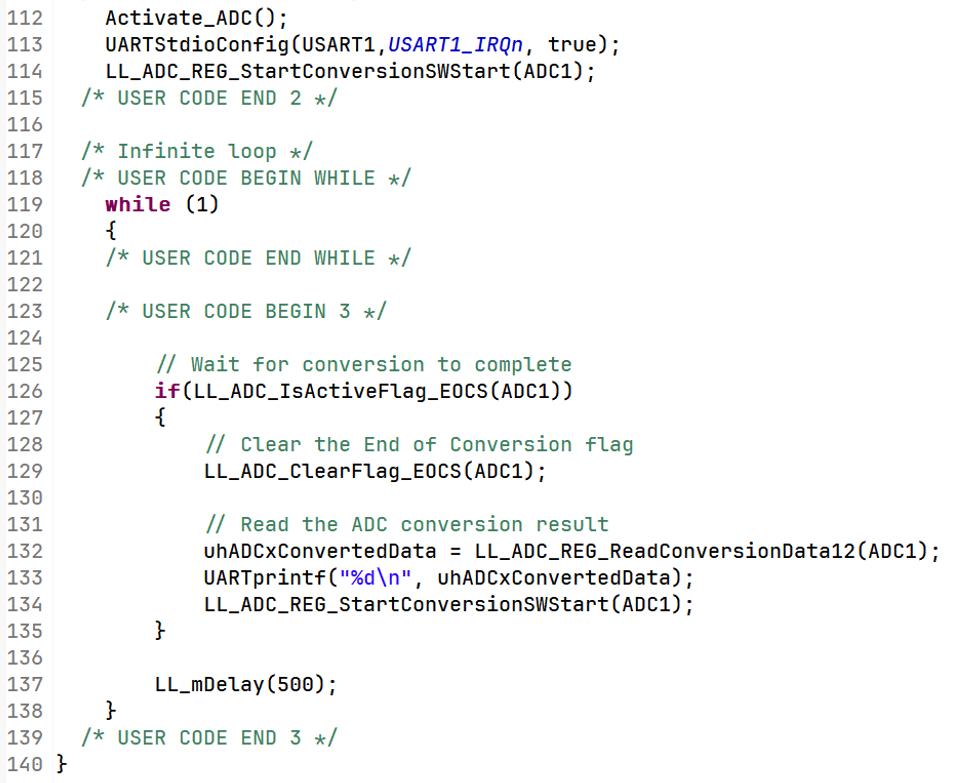 112 Activate_ADC();
113 UARTStdioConfig(USART1,USART1_IRQn, true);
114 LL_ADC_REG_StartConversionSWStart(ADC1);
115 /* USER CODE END 2 */
116
117 /* Infinite loop */
118 /* USER CODE BEGIN WHILE */
119 while (1)
120 {
121 /* USER CODE END WHILE */
122
123 /* USER CODE BEGIN 3 */
124
125 // Wait for conversion to complete
126 if(LL_ADC_IsActiveFlag_EOCS(ADC1))
127 {
128 // Clear the End of Conversion flag
129 LL_ADC_ClearFlag_EOCS(ADC1);
130
131 // Read the ADC conversion result
132 uhADCxConvertedData = LL_ADC_REG_ReadConversionData12(ADC1);
133 UARTprintf("%d\n", uhADCxConvertedData);
134 LL_ADC_REG_StartConversionSWStart(ADC1);
135 }
136
137 LL_mDelay(500);
138 }
139 /* USER CODE END 3 */
140 }